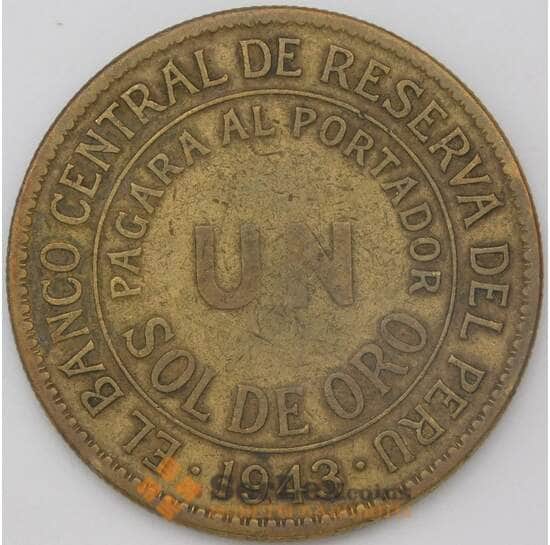 EL BANCO CENTRAL DE RESERVA DEL PERU
PAGARA AL PORTADOR
UN
SOL DE ORO
· 1943 ·